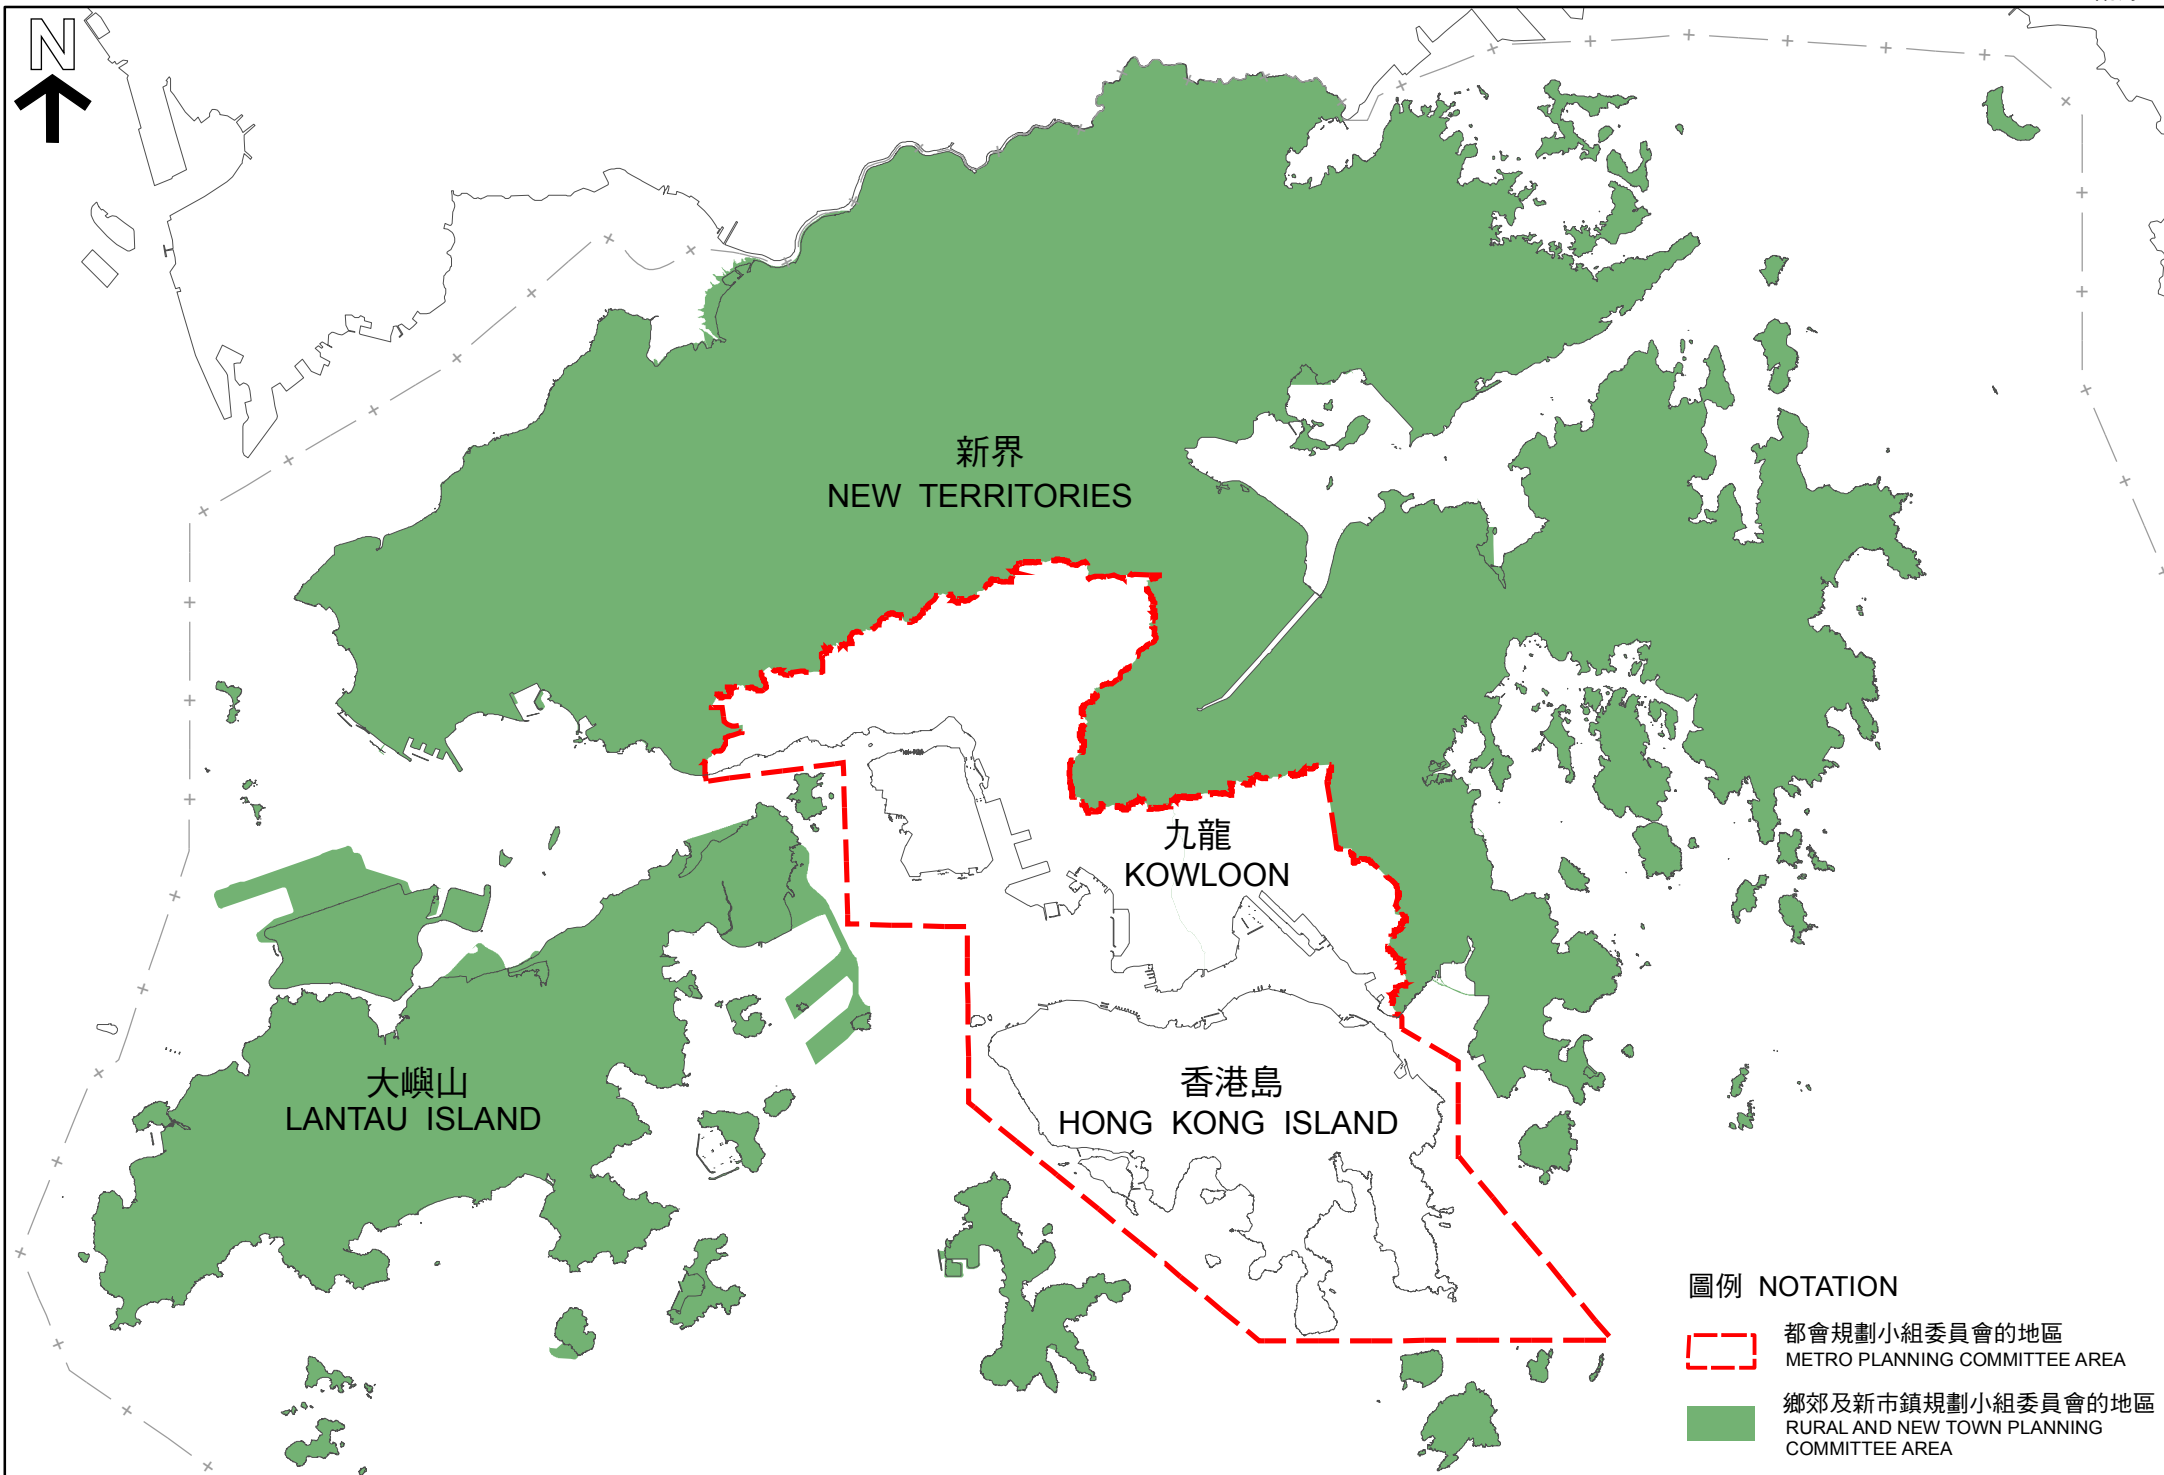 N
新界
NEW TERRITORIES
九龍
KOWLOON
大嶼山
LANTAU ISLAND
香港島
HONG KONG ISLAND
圖例 NOTATION
都會規劃小組委員會的地區
METRO PLANNING COMMITTEE AREA
鄉郊及新市鎮規劃小組委員會的地區
RURAL AND NEW TOWN PLANNING
COMMITTEE AREA